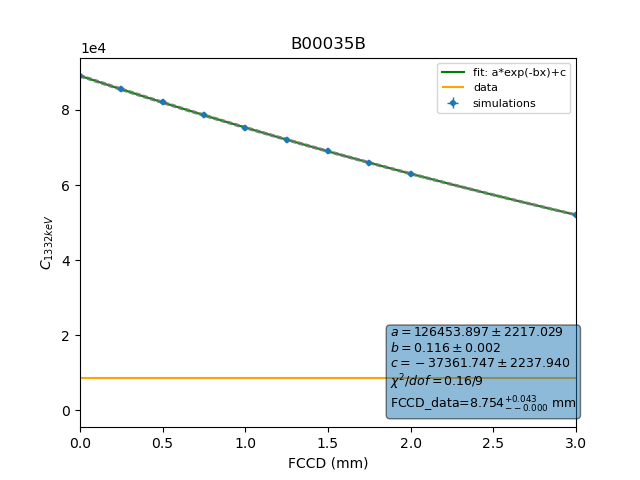 B00035B
1e4
fit: a*exp(-bx)+c
data
simulations
8
6
4
2
0
C_{1332keV}
a = 126453.897 ± 2217.029
b = 0.116 ± 0.002
c = −37361.747 ± 2237.940
χ²/dof = 0.16/9
FCCD_data=8.754^{+0.043}_{−−0.000} mm
0.0 0.5 1.0 1.5 2.0 2.5 3.0
FCCD (mm)